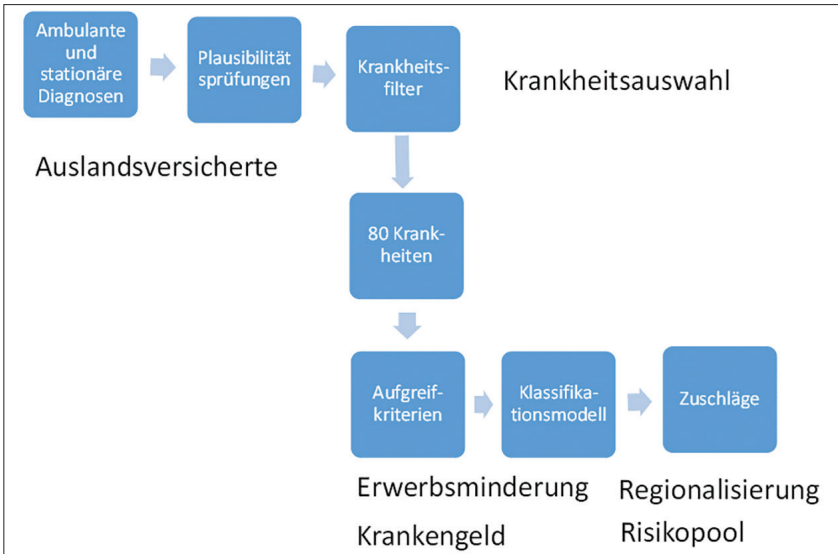 Ambulante
und
stationäre
Diagnosen
Plausibilität
sprüfungen
Krankheits-
filter
Krankheitsauswahl
Auslandsversicherte
80 Krank-
heiten
Aufgreif-
kriterien
Klassifika-
tionsmodell
Zuschläge
Erwerbsminderung
Krankengeld
Regionalisierung
Risikopool